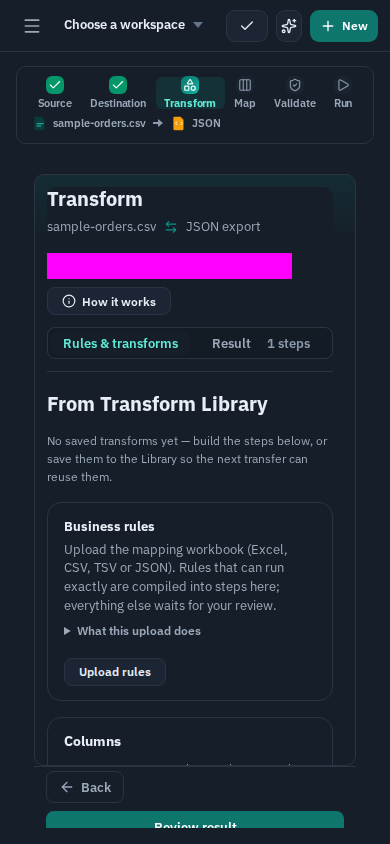 Choose a workspace
New
Source
Destination
Transform
Map
Validate
Run
sample-orders.csv
JSON
Transform
sample-orders.csv
JSON export
How it works
Rules & transforms
Result
1 steps
From Transform Library
No saved transforms yet — build the steps below, or
save them to the Library so the next transfer can
reuse them.
Business rules
Upload the mapping workbook (Excel,
CSV, TSV or JSON). Rules that can run
exactly are compiled into steps here;
everything else waits for your review.
What this upload does
Upload rules
Columns
Back
Review result